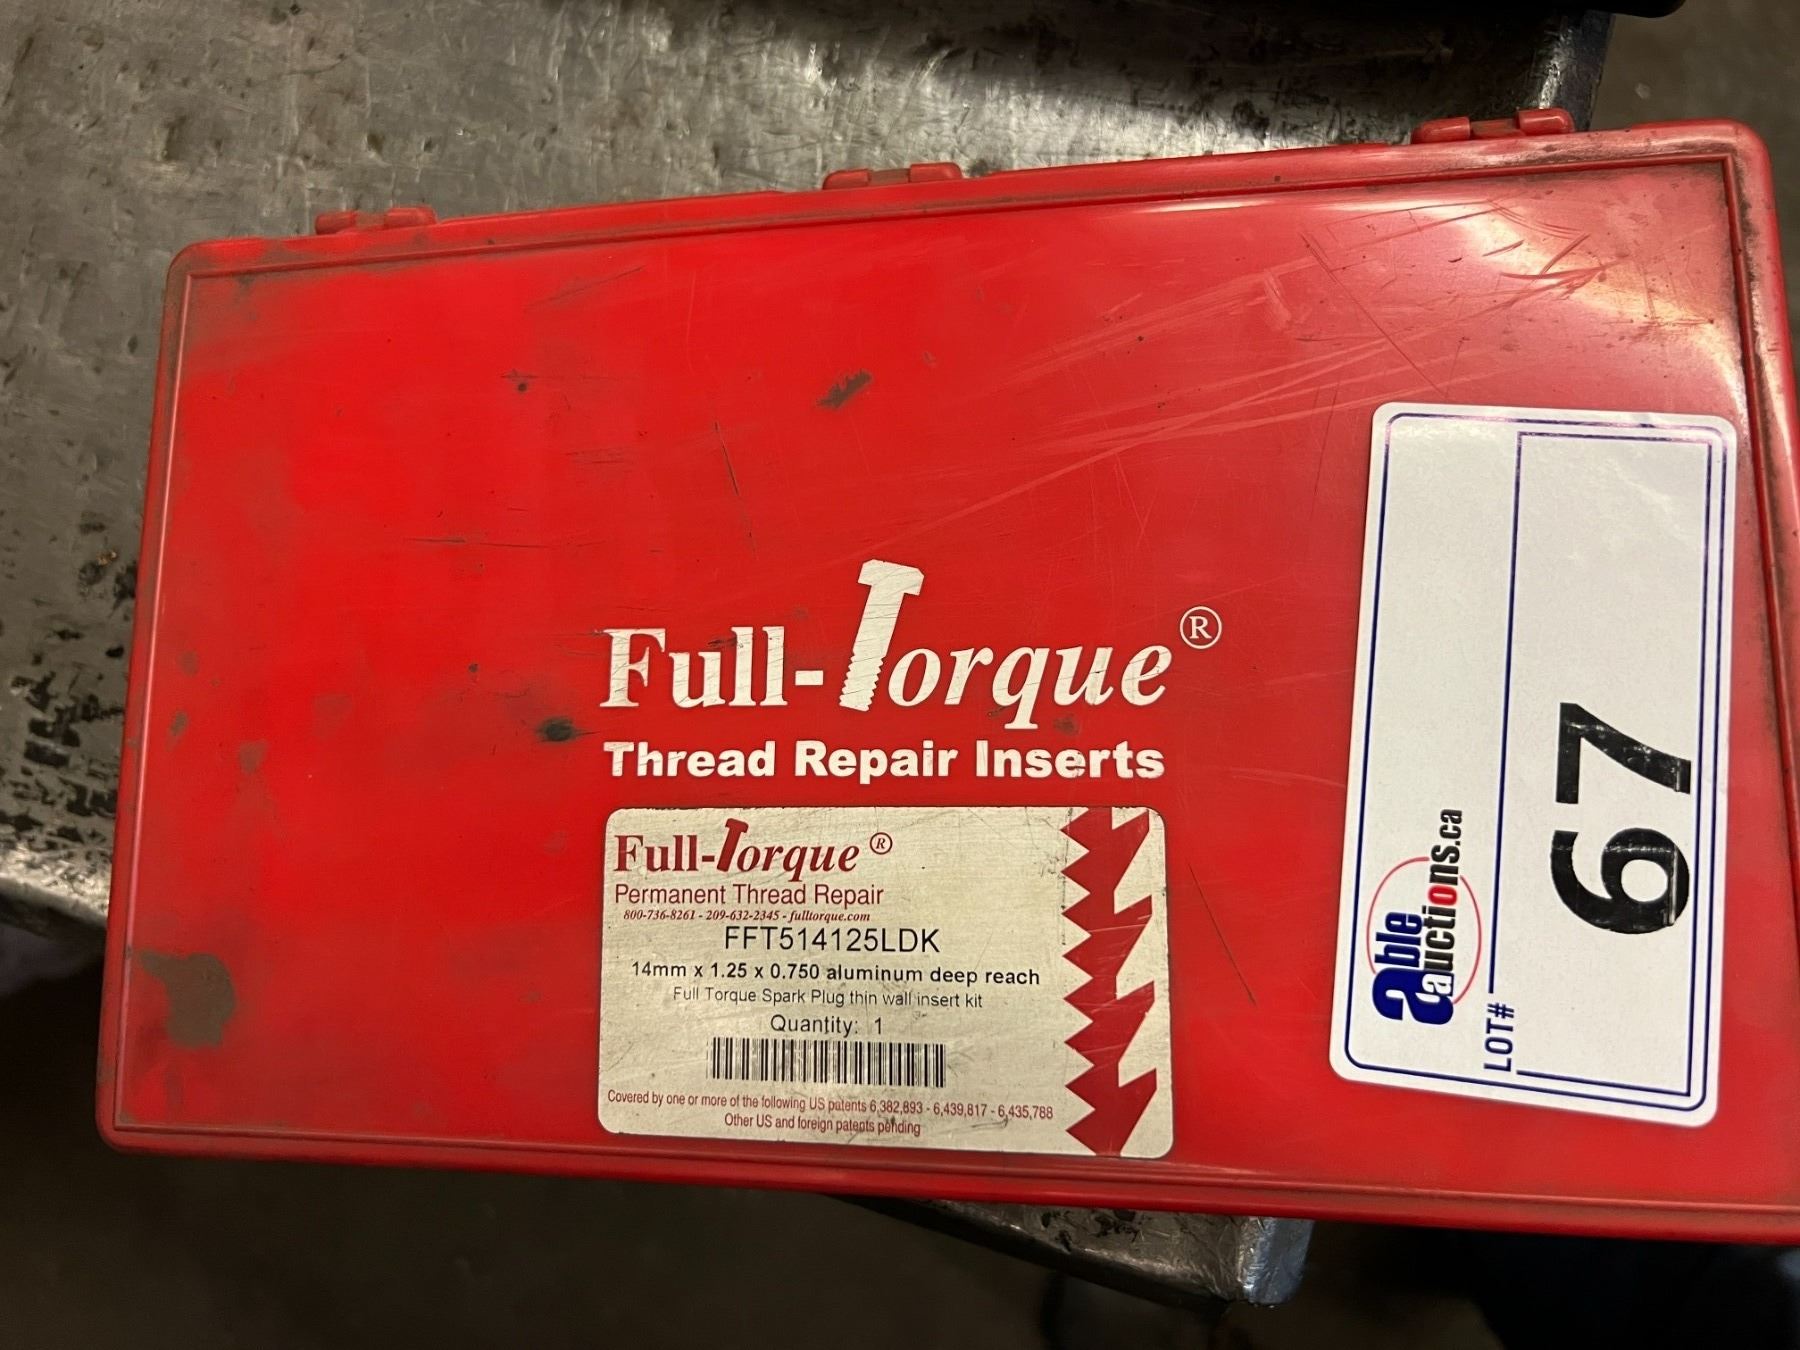 Full-Torque®
Thread Repair Inserts
Full-Torque®
Permanent Thread Repair
800-736-8261 - 209-632-2345 - fulltorque.com
FFT514125LDK
14mm x 1.25 x 0.750 aluminum deep reach
Full Torque Spark Plug thin wall insert kit
Quantity: 1
Covered by one or more of the following US patents 6,382,893 - 6,439,817 - 6,435,788
Other US and foreign patents pending
able
auctions.ca
LOT#
67